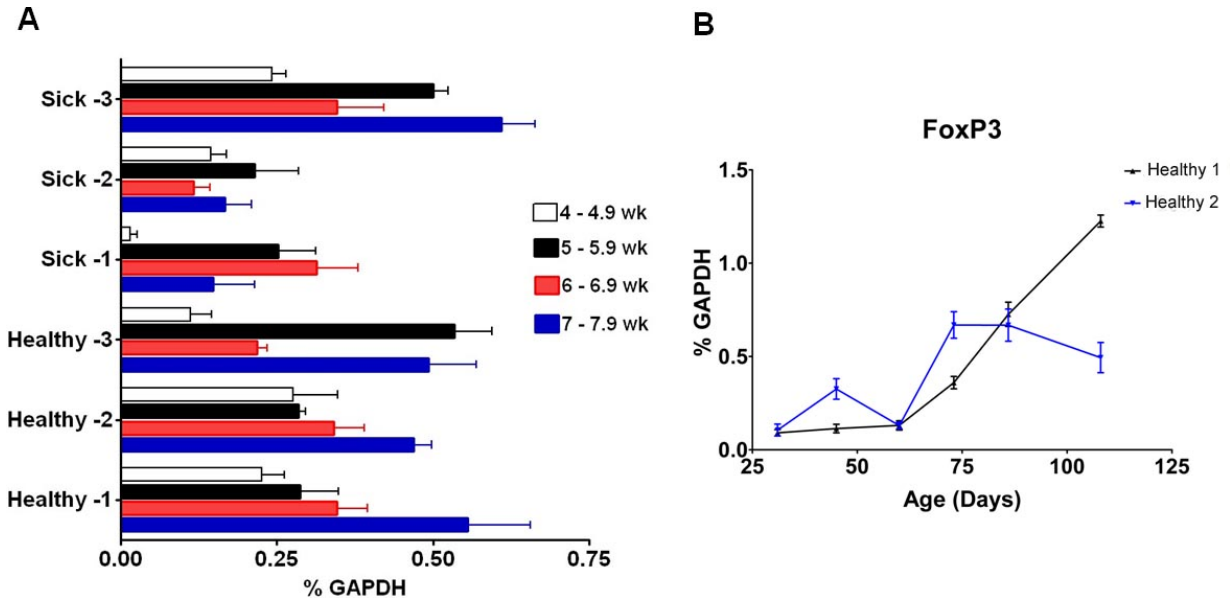 A
Sick -3
Sick -2
Sick -1
Healthy -3
Healthy -2
Healthy -1
0.00 0.25 0.50 0.75
% GAPDH
4 - 4.9 wk
5 - 5.9 wk
6 - 6.9 wk
7 - 7.9 wk
B
FoxP3
Healthy 1
Healthy 2
% GAPDH
1.5
1.0
0.5
0.0
25 50 75 100 125
Age (Days)